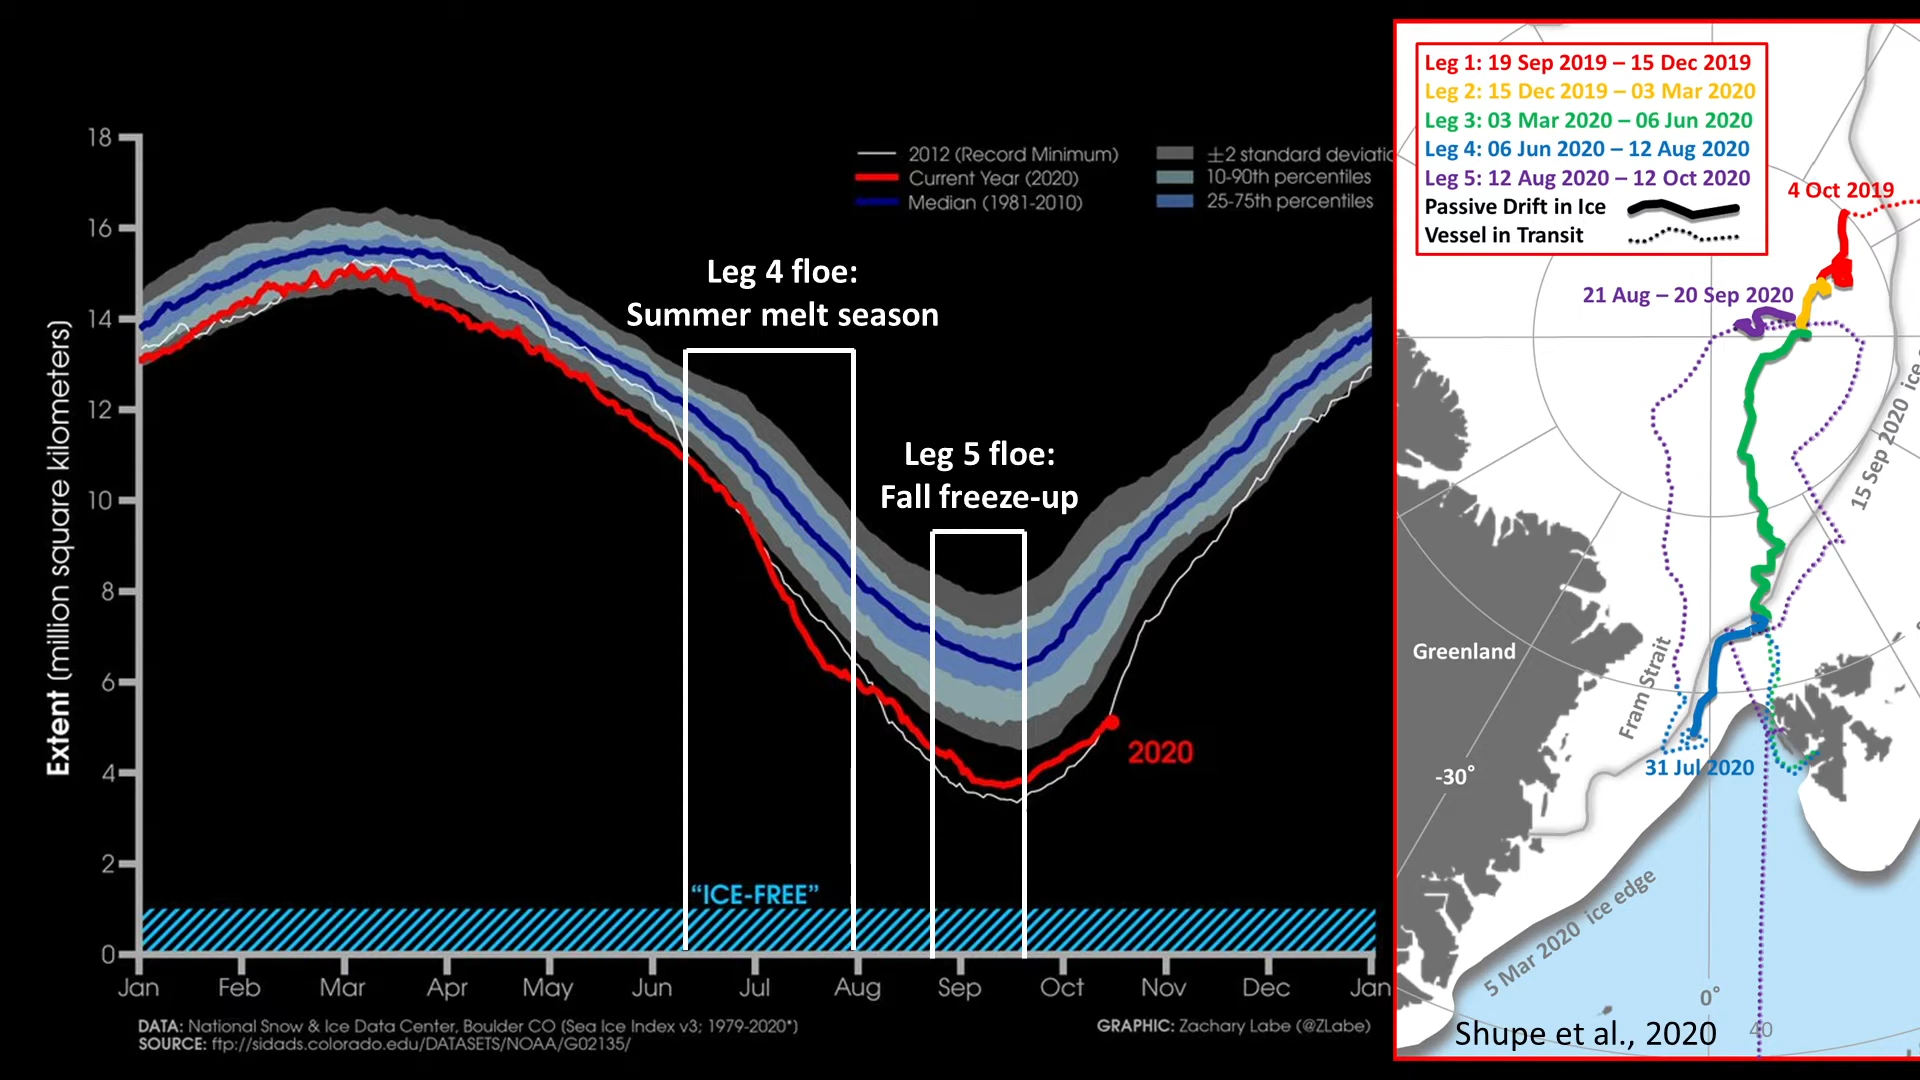 18
16
14
12
10
8
6
4
2
0
Extent (million square kilometers)
2012 (Record Minimum)
Current Year (2020)
Median (1981-2010)
±2 standard deviatio
10-90th percentiles
25-75th percentiles
Leg 4 floe:
Summer melt season
Leg 5 floe:
Fall freeze-up
2020
“ICE-FREE”
Jan Feb Mar Apr May Jun Jul Aug Sep Oct Nov Dec Jan
DATA: National Snow & Ice Data Center, Boulder CO (Sea Ice Index v3; 1979-2020*)
SOURCE: ftp://sidads.colorado.edu/DATASETS/NOAA/G02135/
GRAPHIC: Zachary Labe (@ZLabe)
Leg 1: 19 Sep 2019 – 15 Dec 2019
Leg 2: 15 Dec 2019 – 03 Mar 2020
Leg 3: 03 Mar 2020 – 06 Jun 2020
Leg 4: 06 Jun 2020 – 12 Aug 2020
Leg 5: 12 Aug 2020 – 12 Oct 2020
Passive Drift in Ice
Vessel in Transit
4 Oct 2019
21 Aug – 20 Sep 2020
15 Sep 2020 ice
Greenland
Fram Strait
31 Jul 2020
-30°
5 Mar 2020 ice edge
0°
40
Shupe et al., 2020